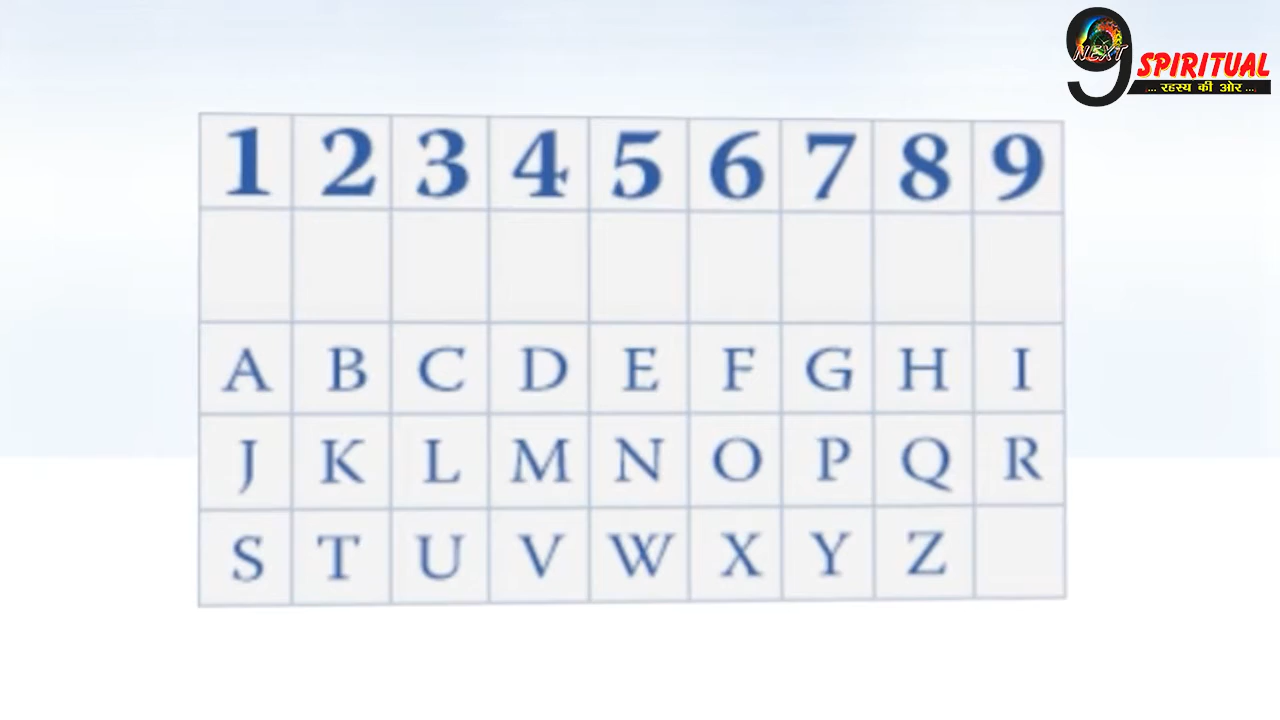 NEXT
9 SPIRITUAL
... रहस्य की ओर ...
1 2 3 4 5 6 7 8 9
A B C D E F G H I
J K L M N O P Q R
S T U V W X Y Z